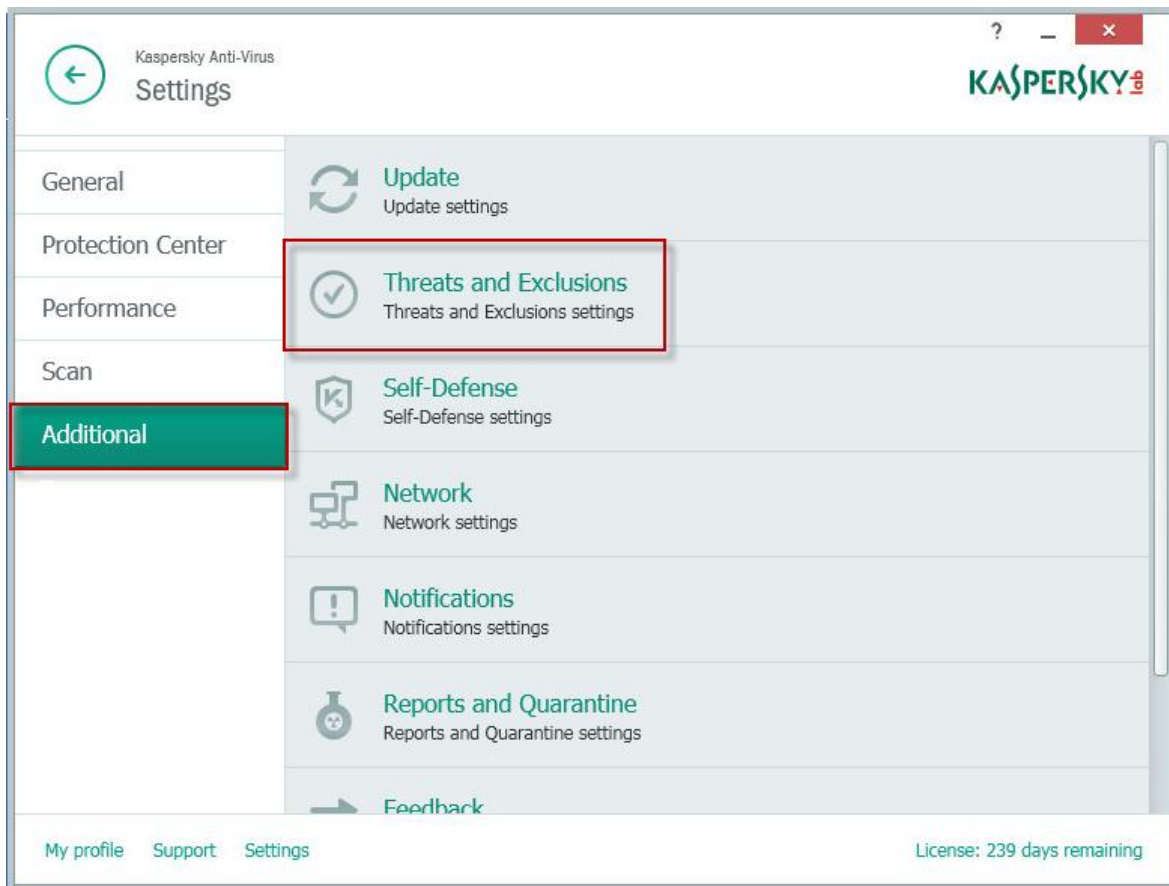 Kaspersky Anti-Virus
Settings
?
KASPERSKY lab
General
Protection Center
Performance
Scan
Additional
Update
Update settings
Threats and Exclusions
Threats and Exclusions settings
Self-Defense
Self-Defense settings
Network
Network settings
Notifications
Notifications settings
Reports and Quarantine
Reports and Quarantine settings
Feedback
My profile Support Settings
License: 239 days remaining